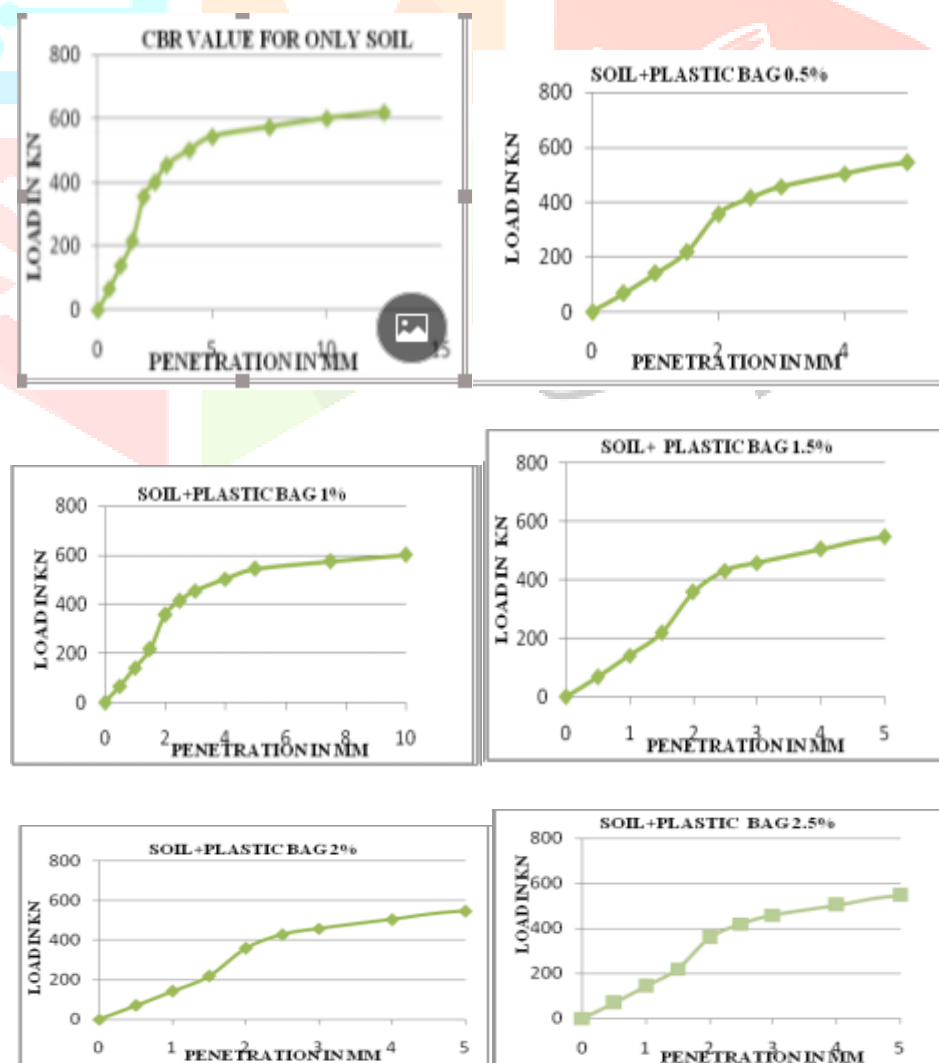 CBR VALUE FOR ONLY SOIL
800
600
400
200
0
LOAD IN KN
0 5 10 15
PENETRATION IN MM
SOIL+PLASTIC BAG 0.5%
800
600
400
200
0
LOAD IN KN
0 2 4
PENETRATION IN MM
SOIL+PLASTIC BAG 1%
800
600
400
200
0
LOAD IN KN
0 2 4 6 8 10
PENETRATION IN MM
SOIL+ PLASTIC BAG 1.5%
800
600
400
200
0
LOAD IN KN
0 1 2 3 4 5
PENETRATION IN MM
SOIL+PLASTIC BAG 2%
800
600
400
200
0
LOAD IN KN
0 1 2 3 4 5
PENETRATION IN MM
SOIL+PLASTIC BAG 2.5%
800
600
400
200
0
LOAD IN KN
0 1 2 3 4 5
PENETRATION IN MM